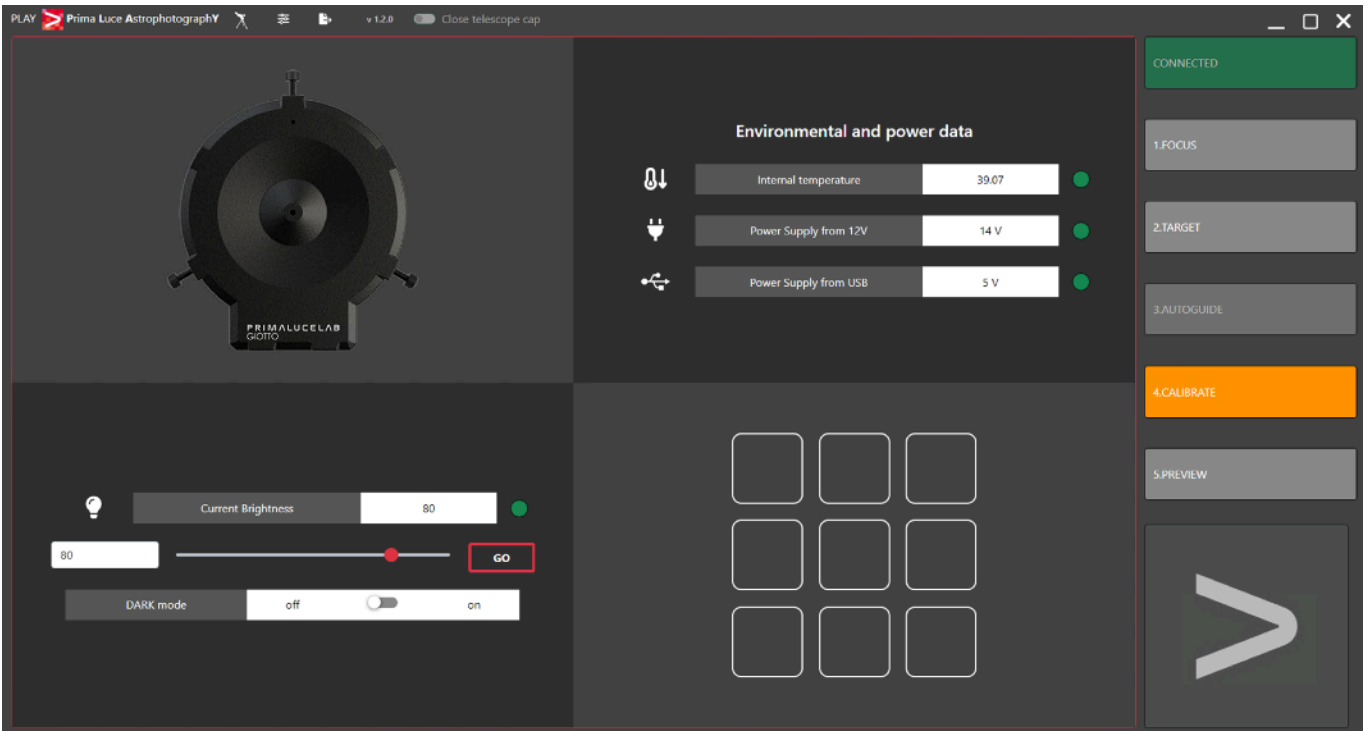 PLAY Prima Luce AstrophotographY v 1.2.0 Close telescope cap
CONNECTED
1.FOCUS
2.TARGET
3.AUTOGUIDE
4.CALIBRATE
5.PREVIEW
PRIMALUCELAB
GIOTTO
Environmental and power data
Internal temperature 39.07
Power Supply from 12V 14 V
Power Supply from USB 5 V
Current Brightness 80
80 GO
DARK mode off on